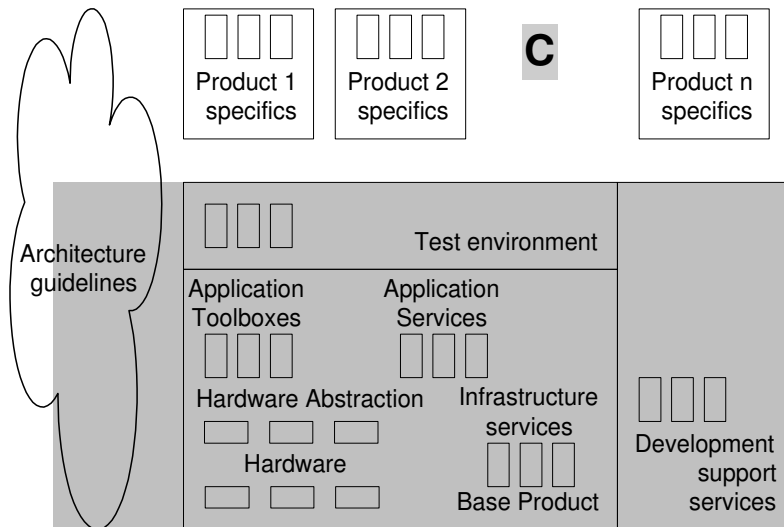 Product 1
specifics
Product 2
specifics
C
Product n
specifics
Architecture
guidelines
Test environment
Application
Toolboxes
Application
Services
Hardware Abstraction
Infrastructure
services
Hardware
Base Product
Development
support
services